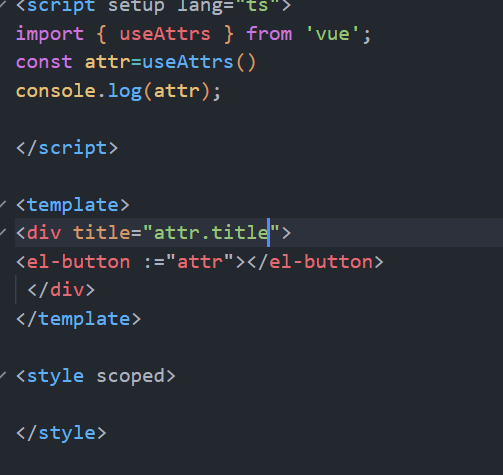 <script setup lang="ts">
import { useAttrs } from 'vue';
const attr=useAttrs()
console.log(attr);
</script>
<template>
<div title="attr.title">
<el-button :="attr"></el-button>
</div>
</template>
<style scoped>
</style>